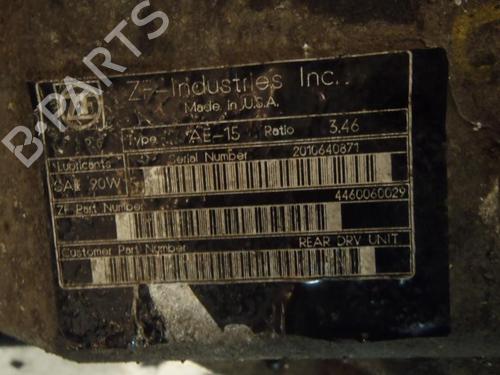 B-PARTS
ZF
ZF-Industries Inc.
Made in U.S.A.
Type AE-15 Ratio 3.46
Lubricants Serial Number 2010640871
90W
ZF Part Number 4460060029
Customer Part Number REAR DRV UNIT